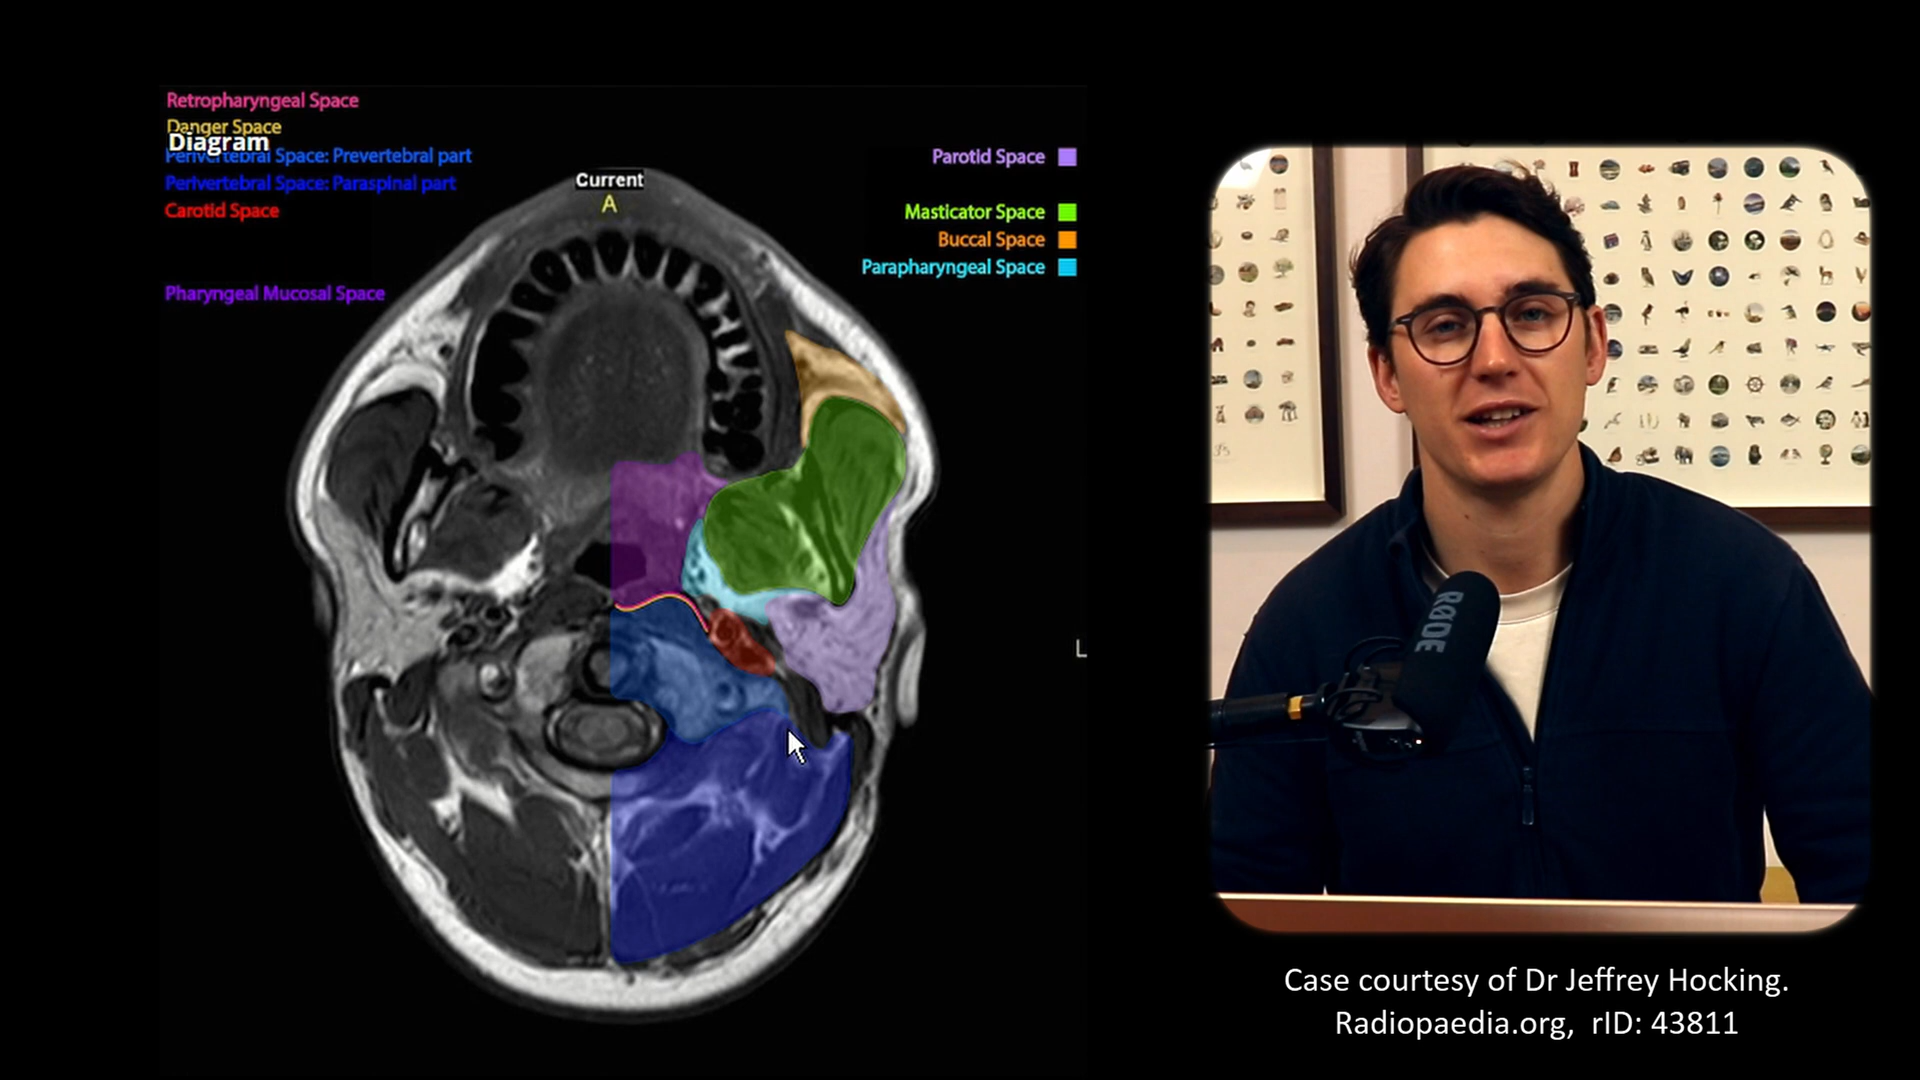 Retropharyngeal Space
Danger Space
Diagram
Perivertebral Space: Prevertebral part
Perivertebral Space: Paraspinal part
Carotid Space
Pharyngeal Mucosal Space
Current
A
Parotid Space
Masticator Space
Buccal Space
Parapharyngeal Space
L
RØDE
Case courtesy of Dr Jeffrey Hocking.
Radiopaedia.org, rID: 43811